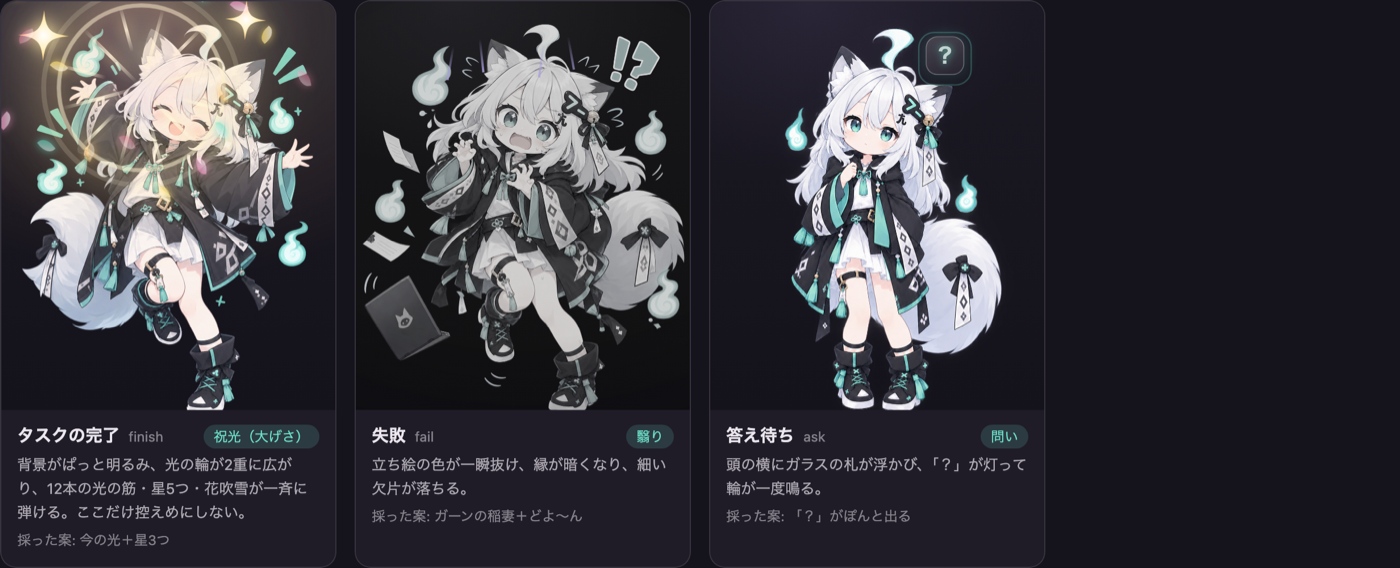 !?
?
タスクの完了 finish 祝光（大げさ）
背景がぱっと明るみ、光の輪が2重に広が
り、12本の光の筋・星5つ・花吹雪が一斉に
弾ける。ここだけ控えめにしない。
採った案: 今の光＋星3つ
失敗 fail 翳り
立ち絵の色が一瞬抜け、縁が暗くなり、細い
欠片が落ちる。
採った案: ガーンの稲妻＋どよ〜ん
答え待ち ask 問い
頭の横にガラスの札が浮かび、「？」が灯って
輪が一度鳴る。
採った案: 「？」がぽんと出る